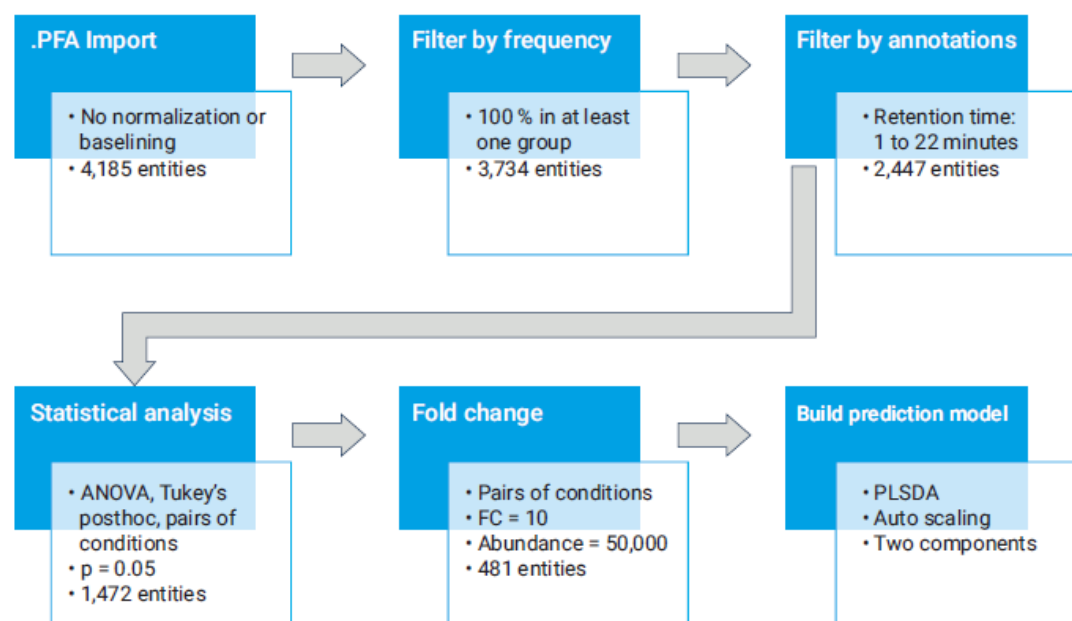 .PFA Import
• No normalization or
baselining
• 4,185 entities
Filter by frequency
• 100 % in at least
one group
• 3,734 entities
Filter by annotations
• Retention time:
1 to 22 minutes
• 2,447 entities
Statistical analysis
• ANOVA, Tukey’s
posthoc, pairs of
conditions
• p = 0.05
• 1,472 entities
Fold change
• Pairs of conditions
• FC = 10
• Abundance = 50,000
• 481 entities
Build prediction model
• PLSDA
• Auto scaling
• Two components